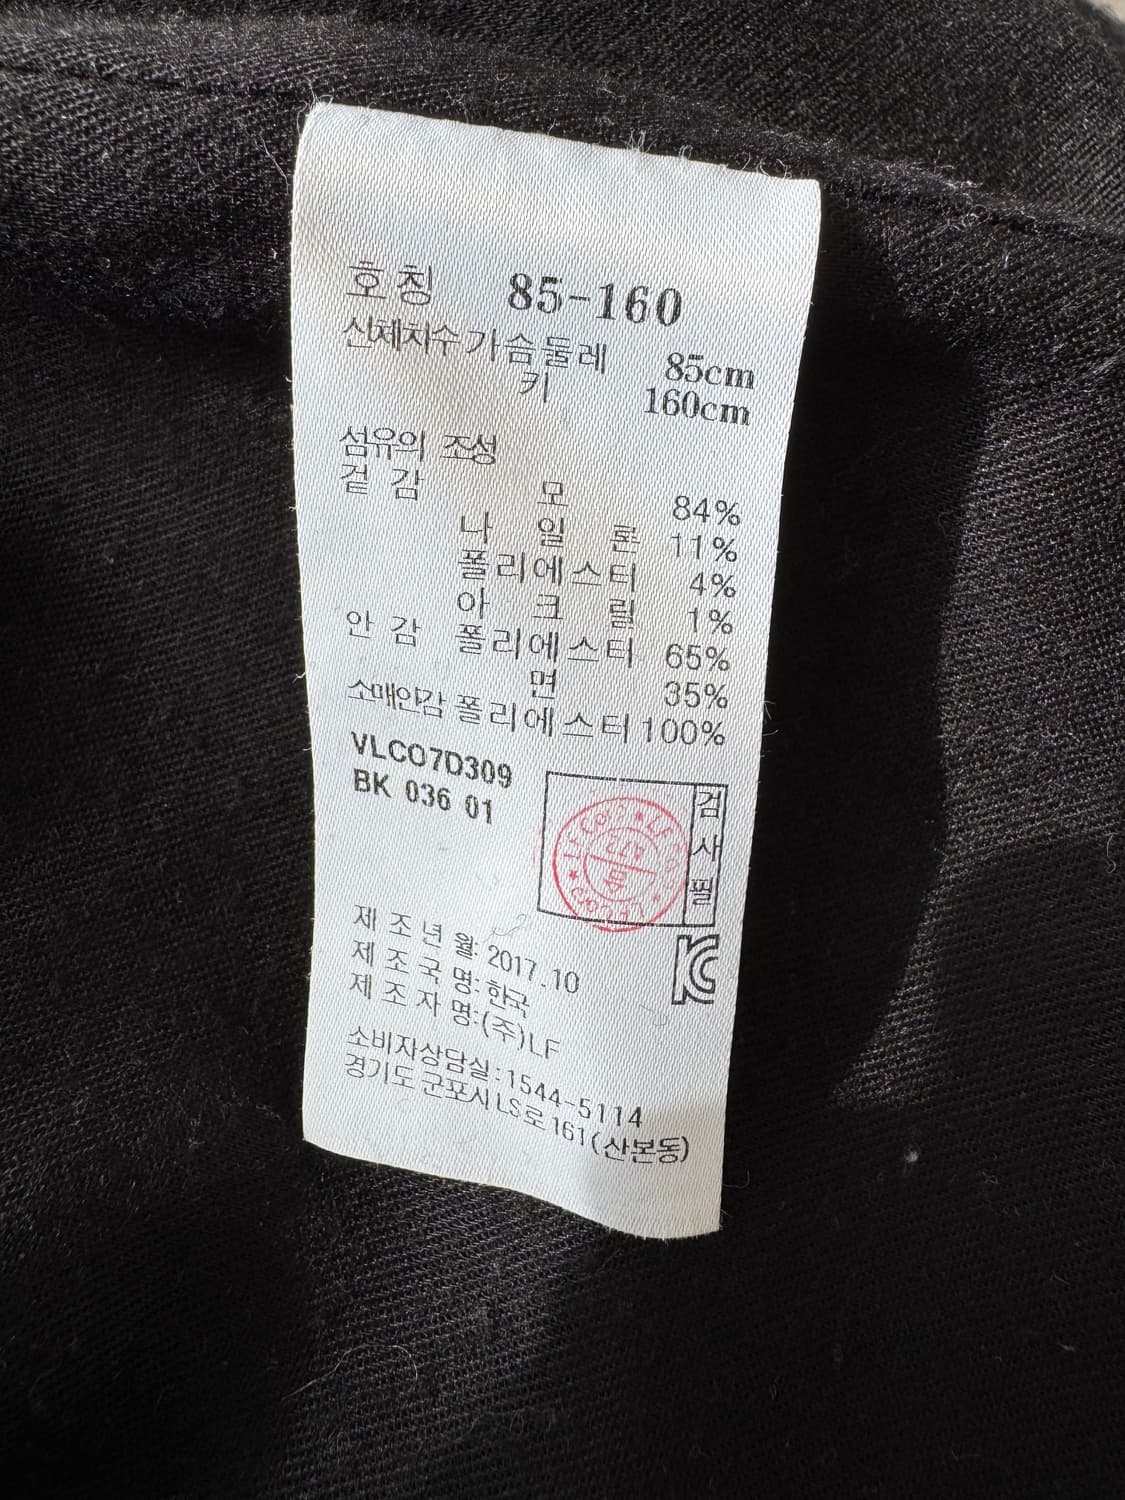 호칭 85-160
신체치수 가슴둘레 85cm
키 160cm
섬유의 조성
겉감 모 84%
나일론 11%
폴리에스터 4%
아크릴 1%
안감 폴리에스터 65%
면 35%
소매안감 폴리에스터 100%
VLCO7D309
BK 036 01
검사필
제조년월: 2017.10
제조국명: 한국
제조자명: (주)LF
소비자상담실:1544-5114
경기도 군포시 LS로 161(산본동)